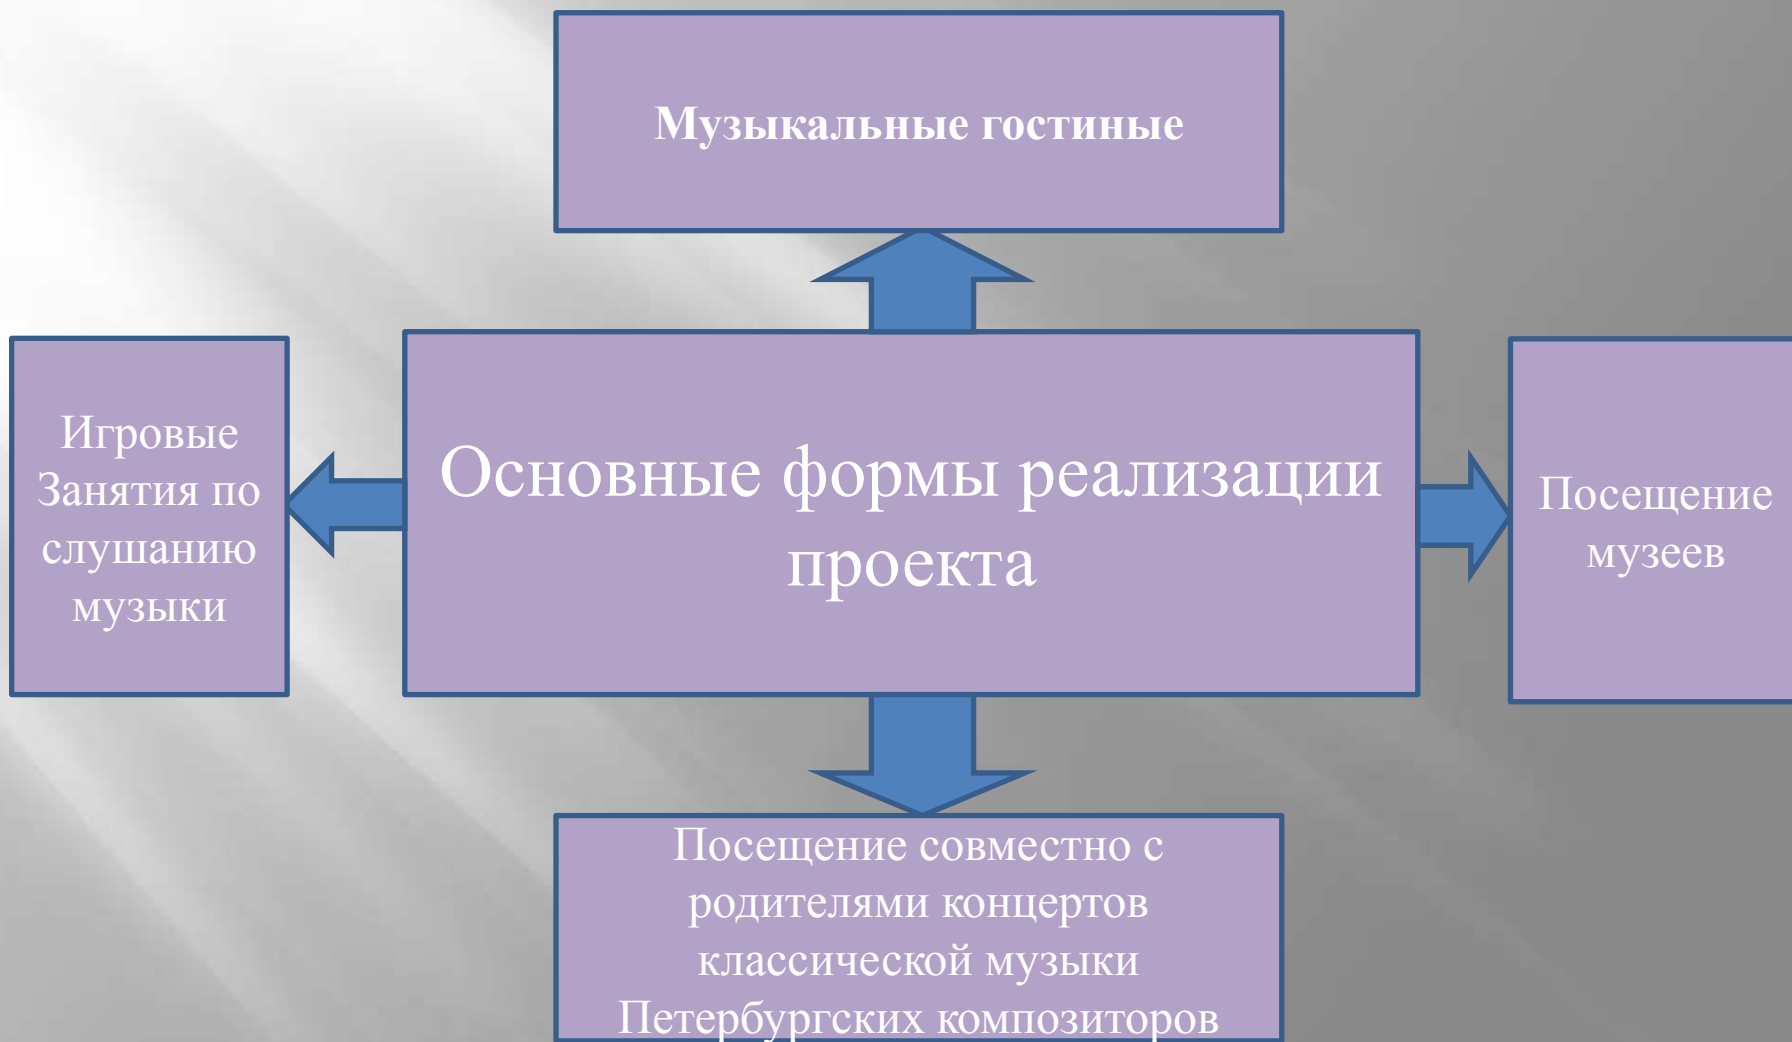 Музыкальные гостиные
Игровые
Занятия по
слушанию
музыки
Основные формы реализации
проекта
Посещение
музеев
Посещение совместно с
родителями концертов
классической музыки
Петербургских композиторов